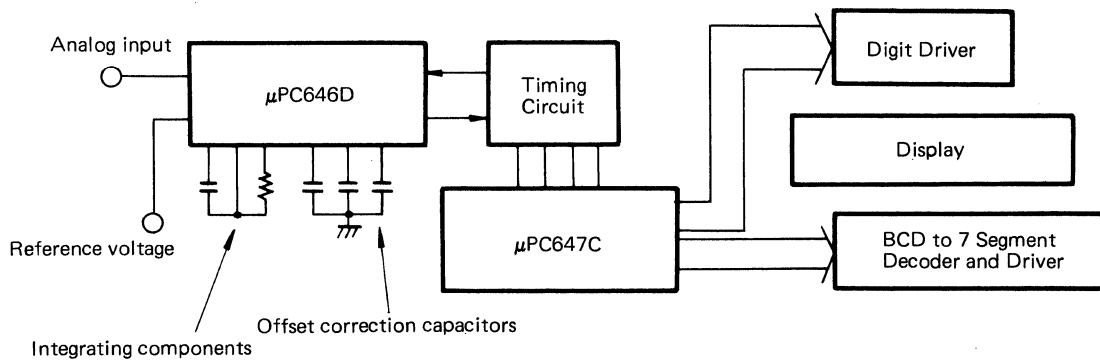 Analog input
μPC646D
Timing
Circuit
Digit Driver
Display
Reference voltage
μPC647C
BCD to 7 Segment
Decoder and Driver
Offset correction capacitors
Integrating components